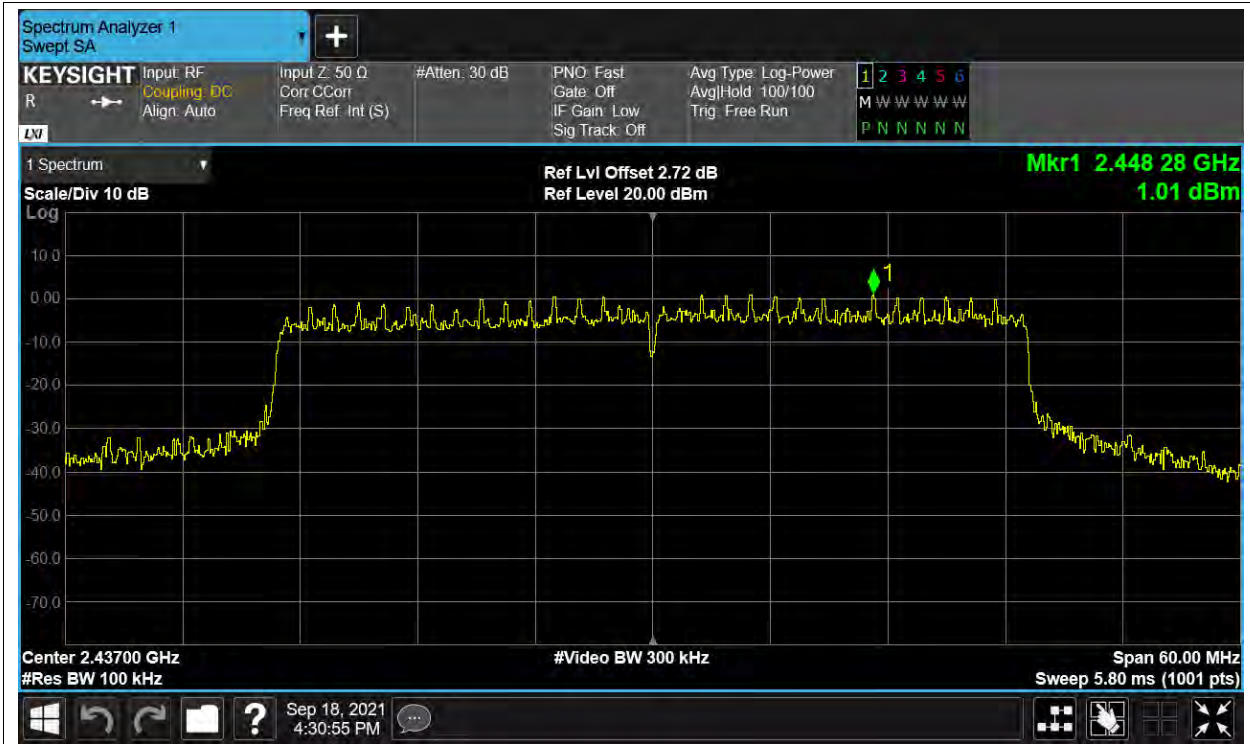 Spectrum Analyzer 1
Swept SA
+
KEYSIGHT
R
LXI
Input: RF
Coupling: DC
Align: Auto
Input Z: 50 Ω
Corr CCorr
Freq Ref: Int (S)
#Atten: 30 dB
PNO: Fast
Gate: Off
IF Gain: Low
Sig Track: Off
Avg Type: Log-Power
Avg|Hold: 100/100
Trig: Free Run
1 2 3 4 5 6
M W W W W W
P N N N N N
1 Spectrum
Scale/Div 10 dB
Ref Lvl Offset 2.72 dB
Ref Level 20.00 dBm
Mkr1 2.448 28 GHz
1.01 dBm
Log
10.0
0.00
-10.0
-20.0
-30.0
-40.0
-50.0
-60.0
-70.0
1
Center 2.43700 GHz
#Res BW 100 kHz
#Video BW 300 kHz
Span 60.00 MHz
Sweep 5.80 ms (1001 pts)
?
Sep 18, 2021
4:30:55 PM